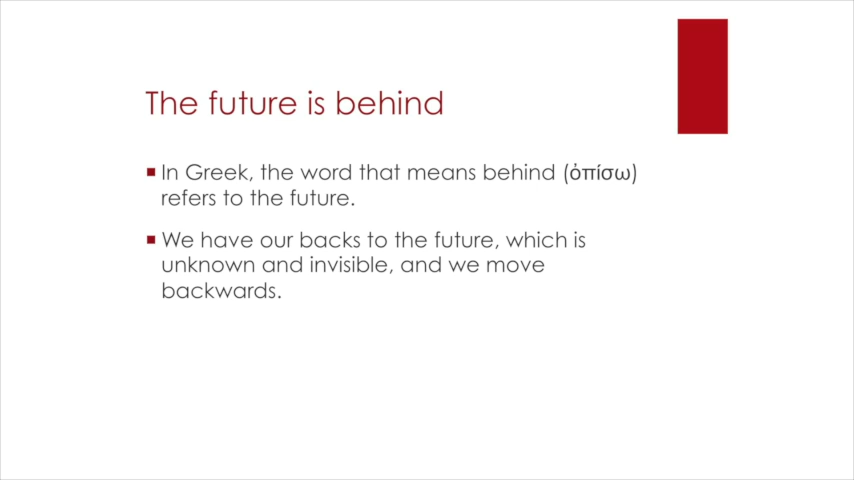 The future is behind
In Greek, the word that means behind (ὀπίσω)
refers to the future.
We have our backs to the future, which is
unknown and invisible, and we move
backwards.